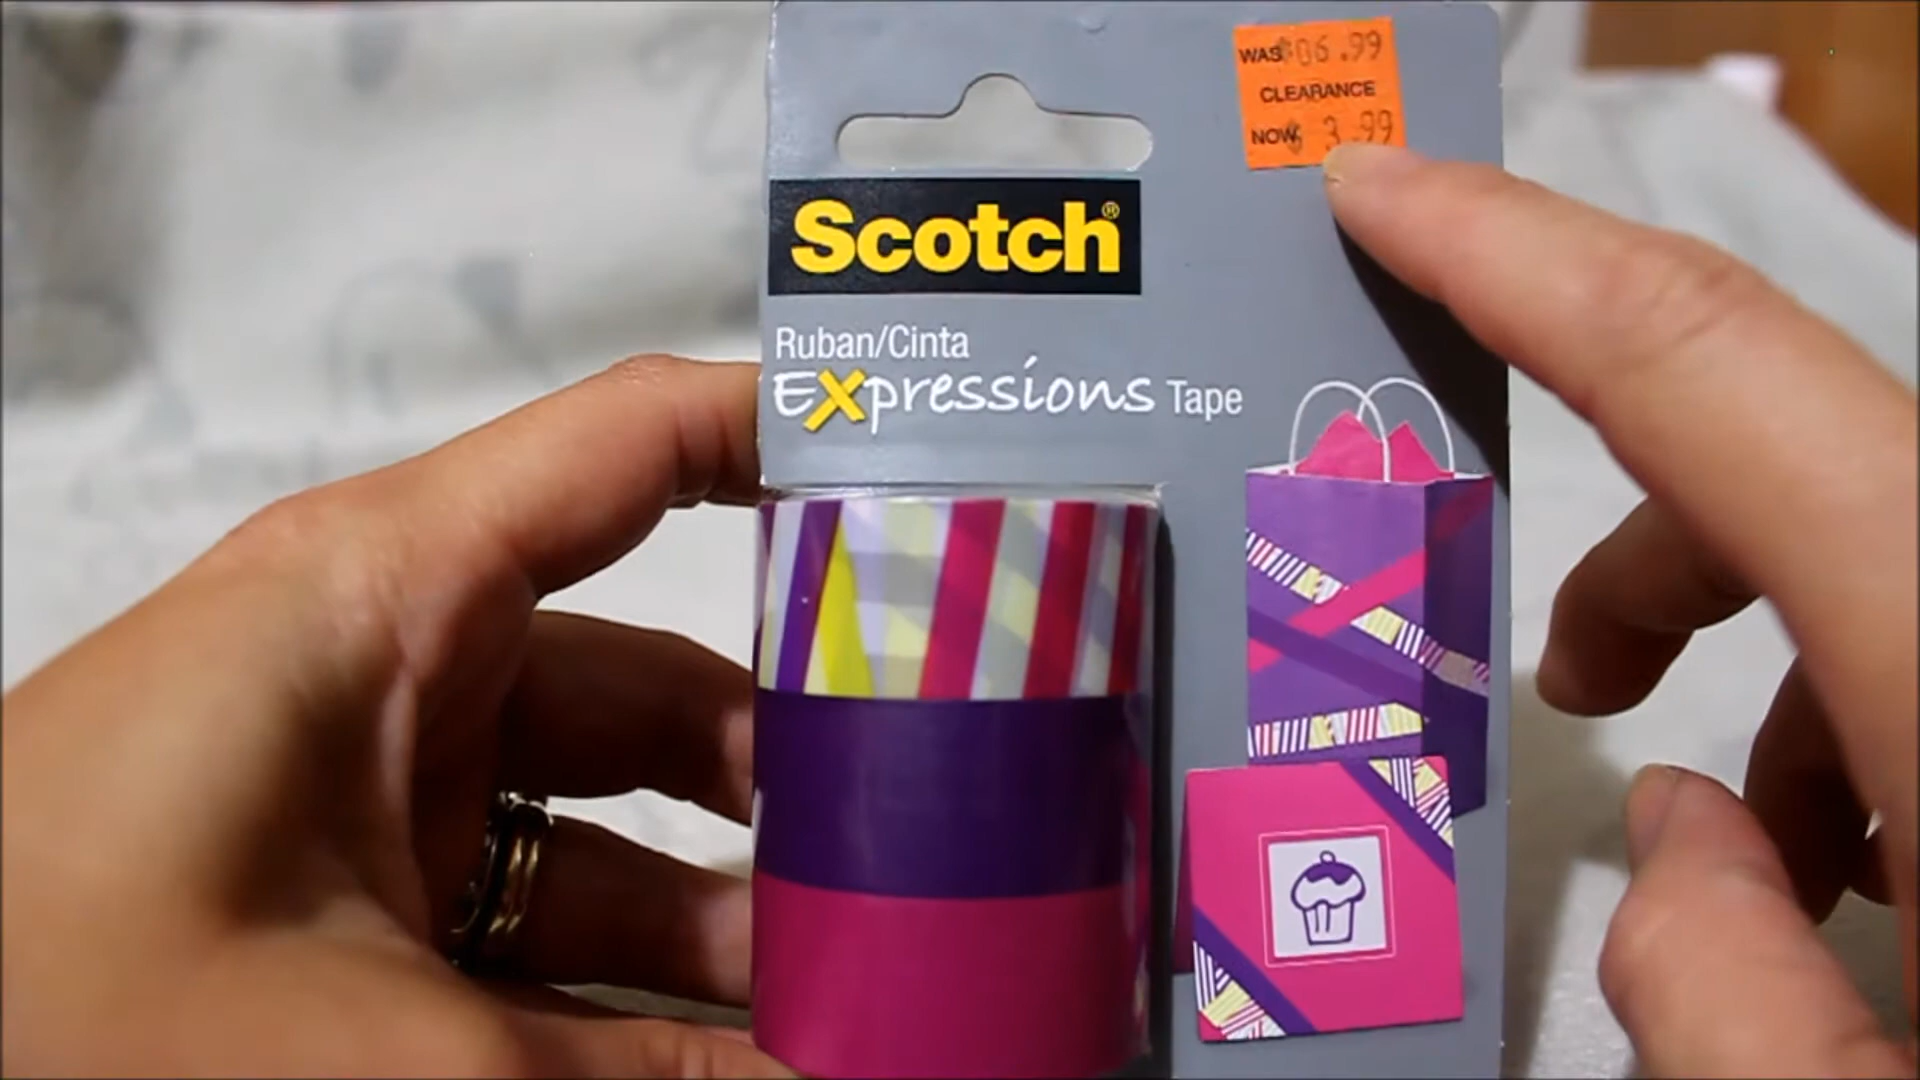 WAS $06.99
CLEARANCE
NOW $ 3.99
Scotch®
Ruban/Cinta
Expressions Tape